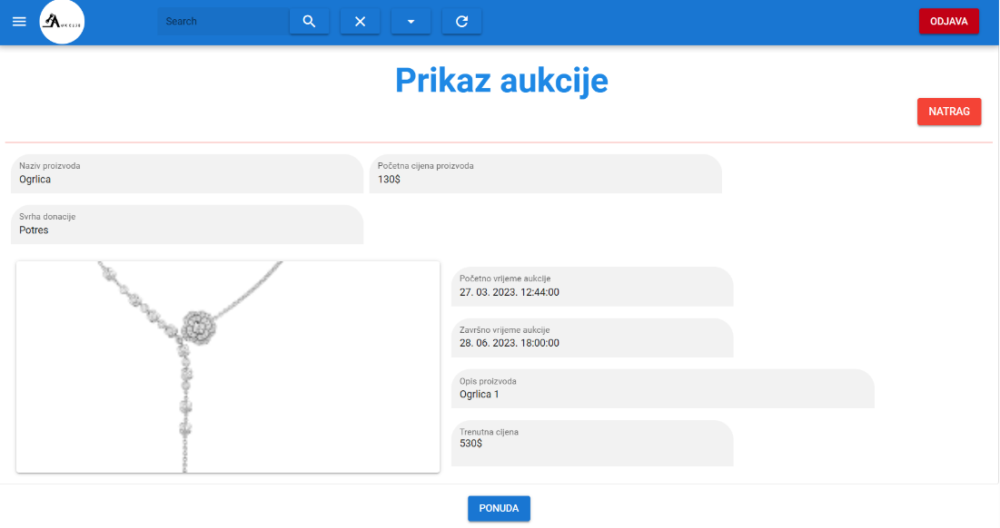 Aukcije
Search
ODJAVA
Prikaz aukcije
NATRAG
Naziv proizvoda
Ogrlica
Početna cijena proizvoda
130$
Svrha donacije
Potres
Početno vrijeme aukcije
27. 03. 2023. 12:44:00
Završno vrijeme aukcije
28. 06. 2023. 18:00:00
Opis proizvoda
Ogrlica 1
Trenutna cijena
530$
PONUDA